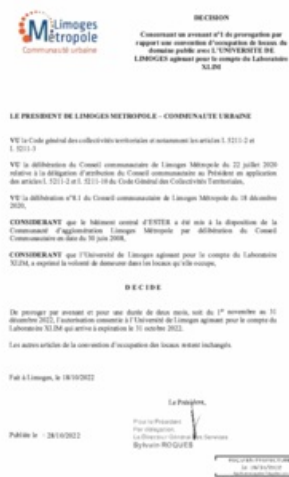 Limoges
Métropole
Communauté urbaine
DECISION
Concernant un avenant n°1 de prorogation par
rapport une convention d'occupation de locaux du
domaine public avec L'UNIVERSITE DE
LIMOGES agissant pour le compte du Laboratoire
XLIM
LE PRESIDENT DE LIMOGES METROPOLE – COMMUNAUTE URBAINE
VU le Code général des collectivités territoriales et notamment les articles L 5211-2 et
L 5211-3
VU la délibération du Conseil communautaire de Limoges Métropole du 22 juillet 2020
relative à la délégation d'attribution du Conseil communautaire au Président en application
des articles L 5211-2 et L 5211-10 du Code Général des Collectivités Territoriales,
VU la délibération n°8.1 du Conseil communautaire de Limoges Métropole du 18 décembre
2020,
CONSIDERANT que le bâtiment central d'ESTER a été mis à la disposition de la
Communauté d'agglomération Limoges Métropole par délibération du Conseil
Communautaire en date du 30 juin 2008,
CONSIDERANT que l'Université de Limoges agissant pour le compte du Laboratoire
XLIM, a exprimé la volonté de demeurer dans les locaux qu'elle occupe,
DECIDE
De proroger par avenant et pour une durée de deux mois, soit du 1er novembre au 31
décembre 2022, l'autorisation consentie à l'Université de Limoges agissant pour le compte du
Laboratoire XLIM qui arrive à expiration le 31 octobre 2022.
Les autres articles de la convention d'occupation des locaux restent inchangés.
Fait à Limoges, le 18/10/2022
Le Président,
Pour le Président
Par délégation
Le Directeur Général des Services
Sylvain ROQUES
Publiée le : 28/10/2022